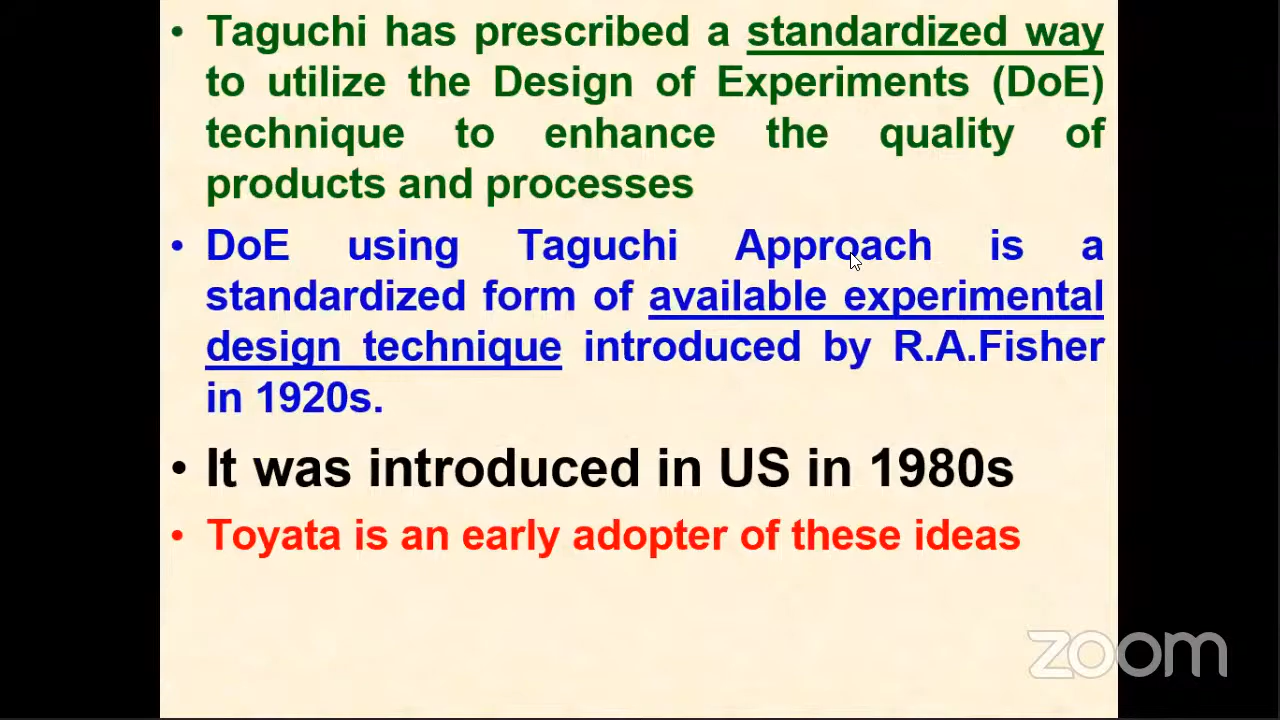 • Taguchi has prescribed a standardized way
to utilize the Design of Experiments (DoE)
technique to enhance the quality of
products and processes
• DoE using Taguchi Approach is a
standardized form of available experimental
design technique introduced by R.A.Fisher
in 1920s.
• It was introduced in US in 1980s
• Toyata is an early adopter of these ideas
zoom